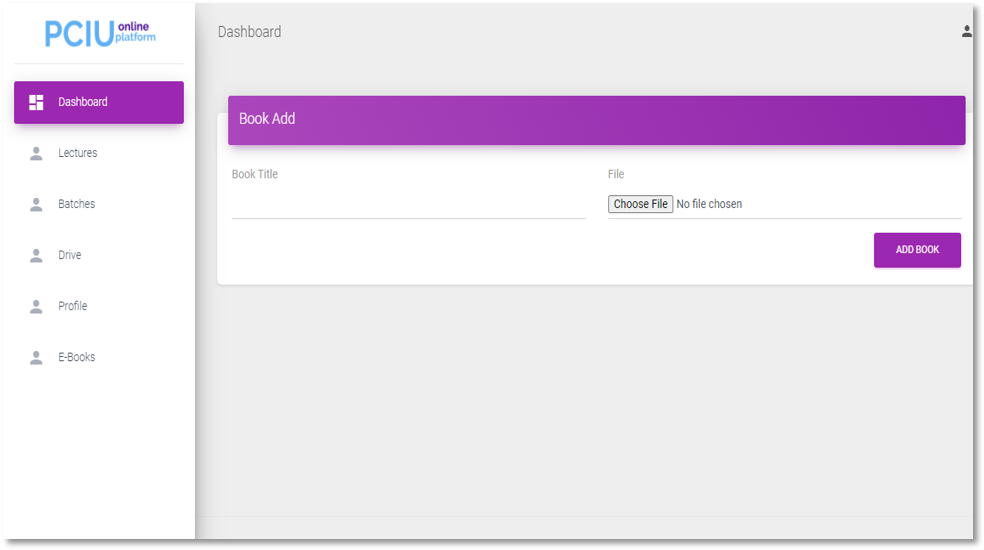 PCIU online platform
Dashboard
Lectures
Batches
Drive
Profile
E-Books
Dashboard
Book Add
Book Title
File
Choose File No file chosen
ADD BOOK